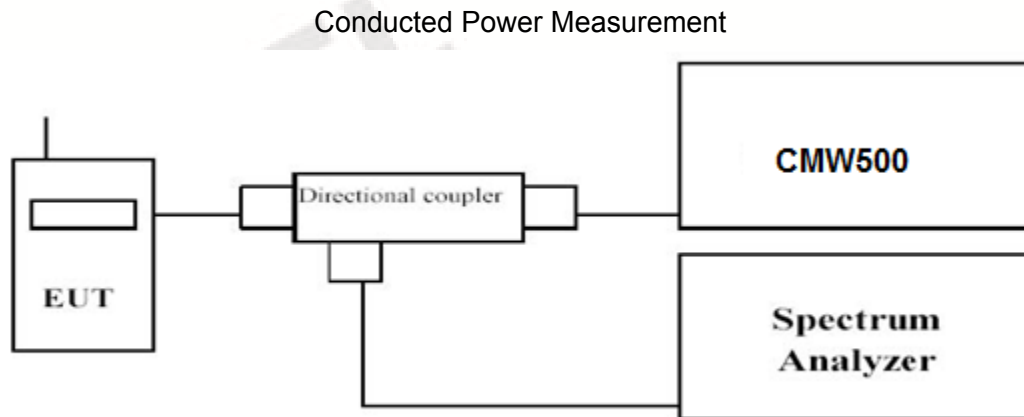 Conducted Power Measurement
Directional coupler
CMW500
EUT
Spectrum
Analyzer